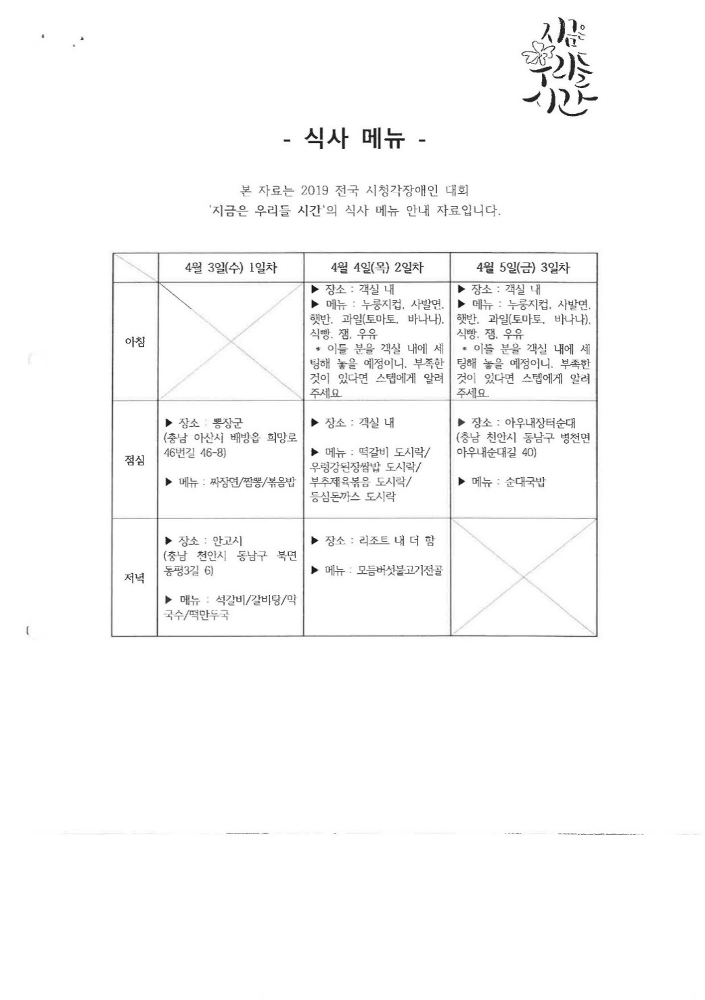 지금은
우리들
시간
- 식사 메뉴 -
본 자료는 2019 전국 시청각장애인 대회
'지금은 우리들 시간'의 식사 메뉴 안내 자료입니다.
4월 3일(수) 1일차
4월 4일(목) 2일차
4월 5일(금) 3일차
아침
▶ 장소 : 객실 내
▶ 메뉴 : 누룽지컵, 사발면,
햇반, 과일(토마토, 바나나),
식빵, 잼, 우유
* 이틀 분을 객실 내에 세
팅해 놓을 예정이니, 부족한
것이 있다면 스텝에게 알려
주세요.
▶ 장소 : 객실 내
▶ 메뉴 : 누룽지컵, 사발면,
햇반, 과일(토마토, 바나나),
식빵, 잼, 우유
* 이틀 분을 객실 내에 세
팅해 놓을 예정이니, 부족한
것이 있다면 스텝에게 알려
주세요.
점심
▶ 장소 : 뽕장군
(충남 아산시 배방읍 희망로
46번길 46-8)
▶ 메뉴 : 짜장면/짬뽕/볶음밥
▶ 장소 : 객실 내
▶ 메뉴 : 떡갈비 도시락/
우렁강된장쌈밥 도시락/
부추제육볶음 도시락/
등심돈까스 도시락
▶ 장소 : 아우내장터순대
(충남 천안시 동남구 병천면
아우내순대길 40)
▶ 메뉴 : 순대국밥
저녁
▶ 장소 : 안고시
(충남 천안시 동남구 북면
동평3길 6)
▶ 메뉴 : 석갈비/갈비탕/막
국수/떡만두국
▶ 장소 : 리조트 내 더 함
▶ 메뉴 : 모듬버섯불고기전골